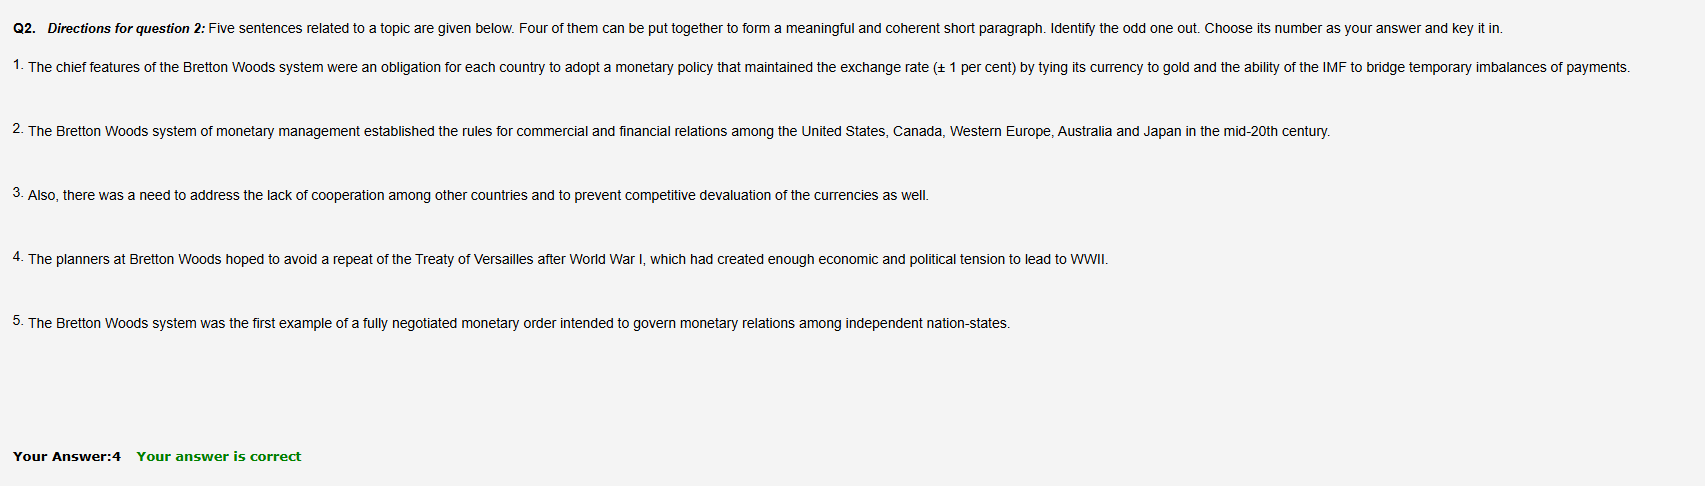 Q2. Directions for question 2: Five sentences related to a topic are given below. Four of them can be put together to form a meaningful and coherent short paragraph. Identify the odd one out. Choose its number as your answer and key it in.
1. The chief features of the Bretton Woods system were an obligation for each country to adopt a monetary policy that maintained the exchange rate (± 1 per cent) by tying its currency to gold and the ability of the IMF to bridge temporary imbalances of payments.
2. The Bretton Woods system of monetary management established the rules for commercial and financial relations among the United States, Canada, Western Europe, Australia and Japan in the mid-20th century.
3. Also, there was a need to address the lack of cooperation among other countries and to prevent competitive devaluation of the currencies as well.
4. The planners at Bretton Woods hoped to avoid a repeat of the Treaty of Versailles after World War I, which had created enough economic and political tension to lead to WWII.
5. The Bretton Woods system was the first example of a fully negotiated monetary order intended to govern monetary relations among independent nation-states.
Your Answer:4 Your answer is correct